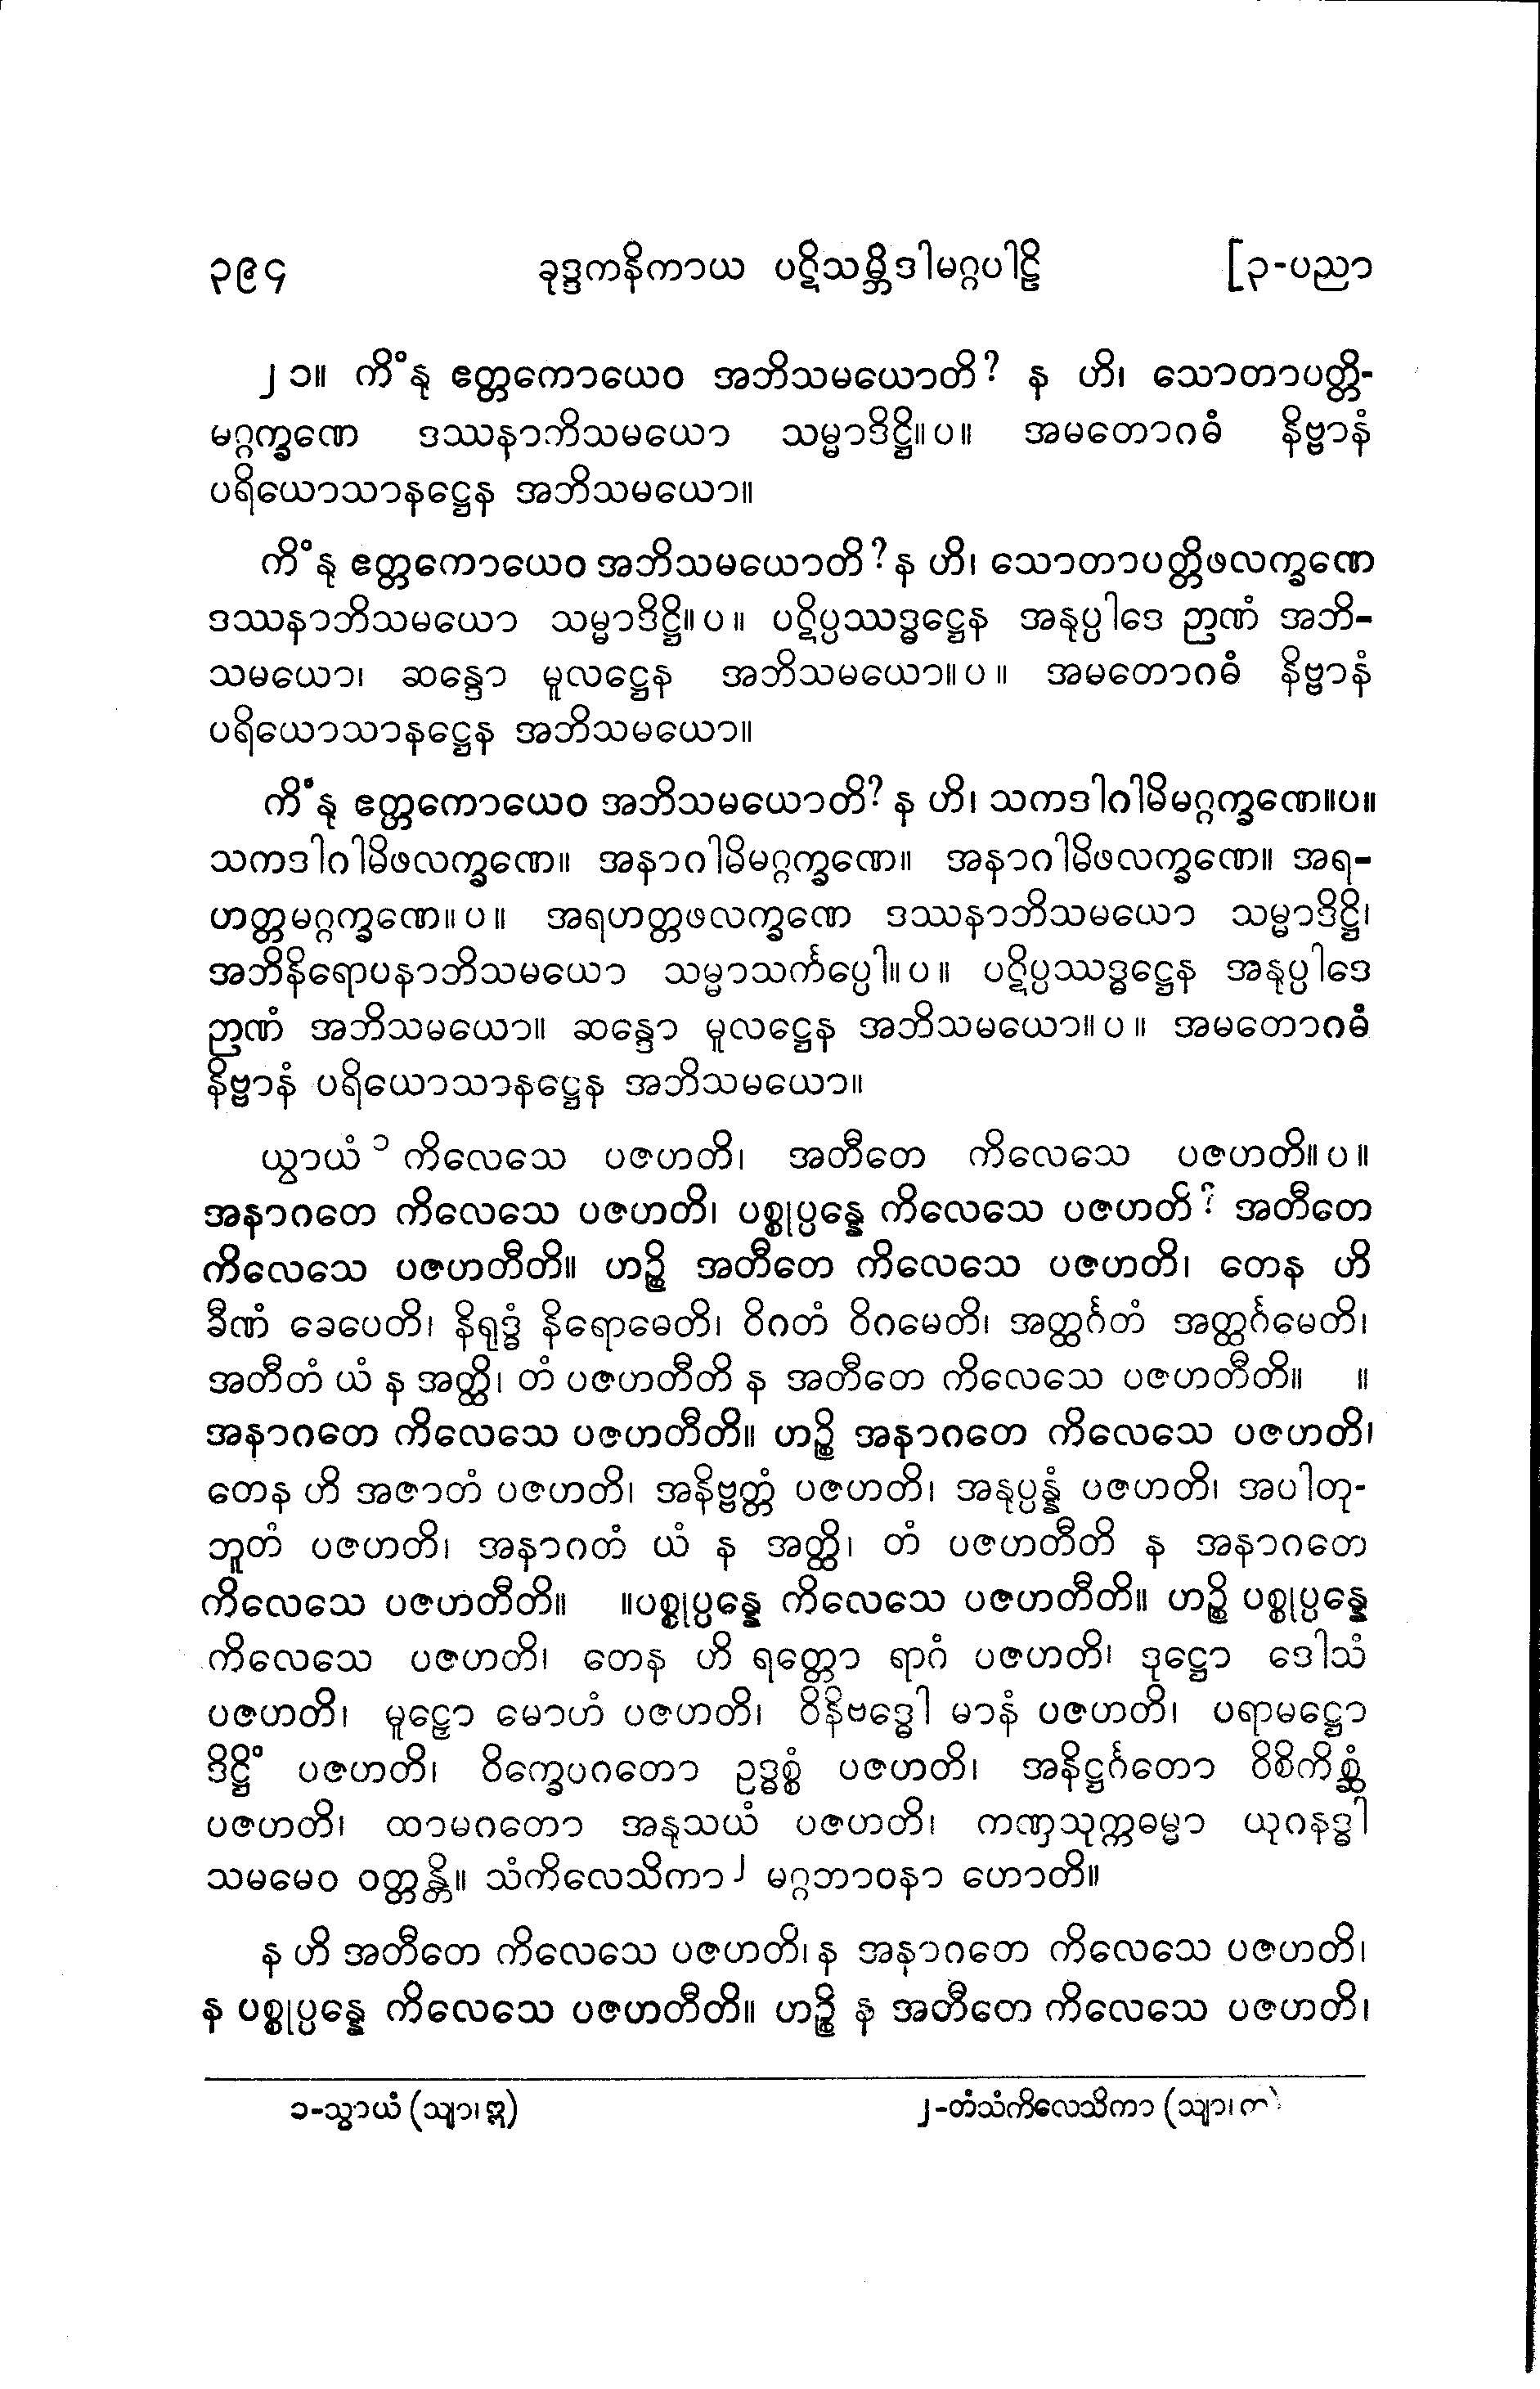 ၃၉၄ ခုဒ္ဒကနိကာယ ပဋိသမ္ဘိဒါမဂ္ဂပါဠိ [၃-ပညာ
၂၁။ ကိံ နု ဧတ္တကောယေဝ အဘိသမယောတိ? န ဟိ၊ သောတာပတ္တိ-
မဂ္ဂက္ခဏေ ဒဿနာဘိသမယော သမ္မာဒိဋ္ဌိ။ပ။ အမတောဂဓံ နိဗ္ဗာနံ
ပရိယောသာနဋ္ဌေန အဘိသမယော။
ကိံ နု ဧတ္တကောယေဝ အဘိသမယောတိ? န ဟိ၊ သောတာပတ္တိဖလက္ခဏေ
ဒဿနာဘိသမယော သမ္မာဒိဋ္ဌိ။ပ။ ပဋိပ္ပဿဒ္ဓဋ္ဌေန အနုပ္ပါဒေ ဉာဏံ အဘိ-
သမယော၊ ဆန္ဒော မူလဋ္ဌေန အဘိသမယော။ပ။ အမတောဂဓံ နိဗ္ဗာနံ
ပရိယောသာနဋ္ဌေန အဘိသမယော။
ကိံ နု ဧတ္တကောယေဝ အဘိသမယောတိ? န ဟိ၊ သကဒါဂါမိမဂ္ဂက္ခဏေ။ပ။
သကဒါဂါမိဖလက္ခဏေ။ အနာဂါမိမဂ္ဂက္ခဏေ။ အနာဂါမိဖလက္ခဏေ။ အရ-
ဟတ္တမဂ္ဂက္ခဏေ။ပ။ အရဟတ္တဖလက္ခဏေ ဒဿနာဘိသမယော သမ္မာဒိဋ္ဌိ၊
အဘိနိရောပနာဘိသမယော သမ္မာသင်္ကပ္ပေါ။ပ။ ပဋိပ္ပဿဒ္ဓဋ္ဌေန အနုပ္ပါဒေ
ဉာဏံ အဘိသမယော။ ဆန္ဒော မူလဋ္ဌေန အဘိသမယော။ပ။ အမတောဂဓံ
နိဗ္ဗာနံ ပရိယောသာနဋ္ဌေန အဘိသမယော။
ယွာယံ ၁ ကိလေသေ ပဇဟတိ၊ အတီတေ ကိလေသေ ပဇဟတိ။ပ။
အနာဂတေ ကိလေသေ ပဇဟတိ၊ ပစ္စုပ္ပန္နေ ကိလေသေ ပဇဟတိ? အတီတေ
ကိလေသေ ပဇဟတီတိ။ ဟဉ္စိ အတီတေ ကိလေသေ ပဇဟတိ၊ တေန ဟိ
ခီဏံ ခေပေတိ၊ နိရုဒ္ဓံ နိရောဓေတိ၊ ဝိဂတံ ဝိဂမေတိ၊ အတ္ထင်္ဂတံ အတ္ထင်္ဂမေတိ၊
အတီတံ ယံ န အတ္ထိ၊ တံ ပဇဟတီတိ န အတီတေ ကိလေသေ ပဇဟတီတိ။ ။
အနာဂတေ ကိလေသေ ပဇဟတီတိ။ ဟဉ္စိ အနာဂတေ ကိလေသေ ပဇဟတိ၊
တေန ဟိ အဇာတံ ပဇဟတိ၊ အနိဗ္ဗတ္တံ ပဇဟတိ၊ အနုပ္ပန္နံ ပဇဟတိ၊ အပါတု-
ဘူတံ ပဇဟတိ၊ အနာဂတံ ယံ န အတ္ထိ၊ တံ ပဇဟတီတိ န အနာဂတေ
ကိလေသေ ပဇဟတီတိ။ ။ပစ္စုပ္ပန္နေ ကိလေသေ ပဇဟတီတိ။ ဟဉ္စိ ပစ္စုပ္ပန္နေ
ကိလေသေ ပဇဟတိ၊ တေန ဟိ ရတ္တော ရာဂံ ပဇဟတိ၊ ဒုဋ္ဌော ဒေါသံ
ပဇဟတိ၊ မူဠှော မောဟံ ပဇဟတိ၊ ဝိနိဗဒ္ဓေါ မာနံ ပဇဟတိ၊ ပရာမဋ္ဌော
ဒိဋ္ဌိံ ပဇဟတိ၊ ဝိက္ခေပဂတော ဥဒ္ဓစ္စံ ပဇဟတိ၊ အနိဋ္ဌင်္ဂတော ဝိစိကိစ္ဆံ
ပဇဟတိ၊ ထာမဂတော အနုသယံ ပဇဟတိ၊ ကဏှသုက္ကဓမ္မာ ယုဂနဒ္ဓါ
သမမေဝ ဝတ္တန္တိ။ သံကိလေသိကာ ၂ မဂ္ဂဘာဝနာ ဟောတိ။
န ဟိ အတီတေ ကိလေသေ ပဇဟတိ၊ န အနာဂတေ ကိလေသေ ပဇဟတိ၊
န ပစ္စုပ္ပန္နေ ကိလေသေ ပဇဟတီတိ။ ဟဉ္စိ န အတီတေ ကိလေသေ ပဇဟတိ၊
၁-သွာယံ (သျာ၊ဣ) ၂-တံသံကိလေသိကာ (သျာ၊